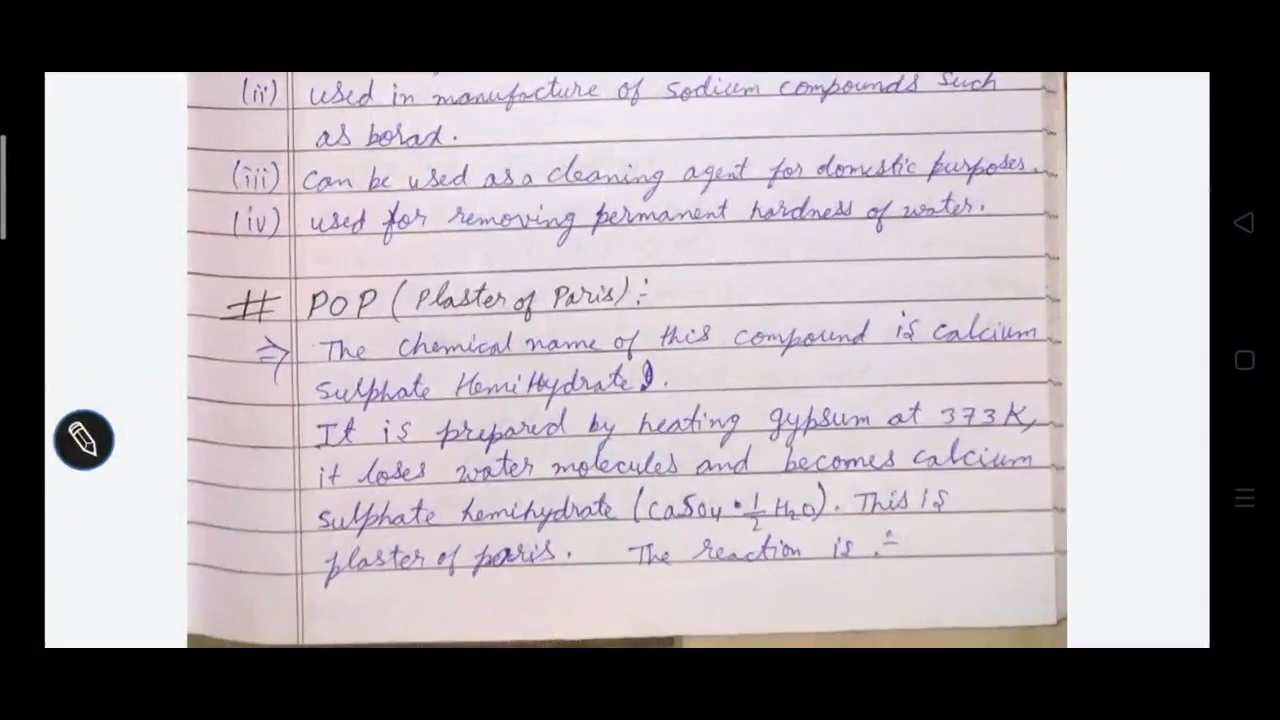 (ii) used in manufacture of sodium compounds such
as borax.
(iii) can be used as a cleaning agent for domestic purposes.
(iv) used for removing permanent hardness of water.
# POP (Plaster of Paris) :-
⇒ The chemical name of this compound is calcium
sulphate HemiHydrate).
It is prepared by heating gypsum at 373K,
it loses water molecules and becomes calcium
sulphate hemihydrate (CaSO4 · 1/2 H2O). This is
plaster of paris. The reaction is :-